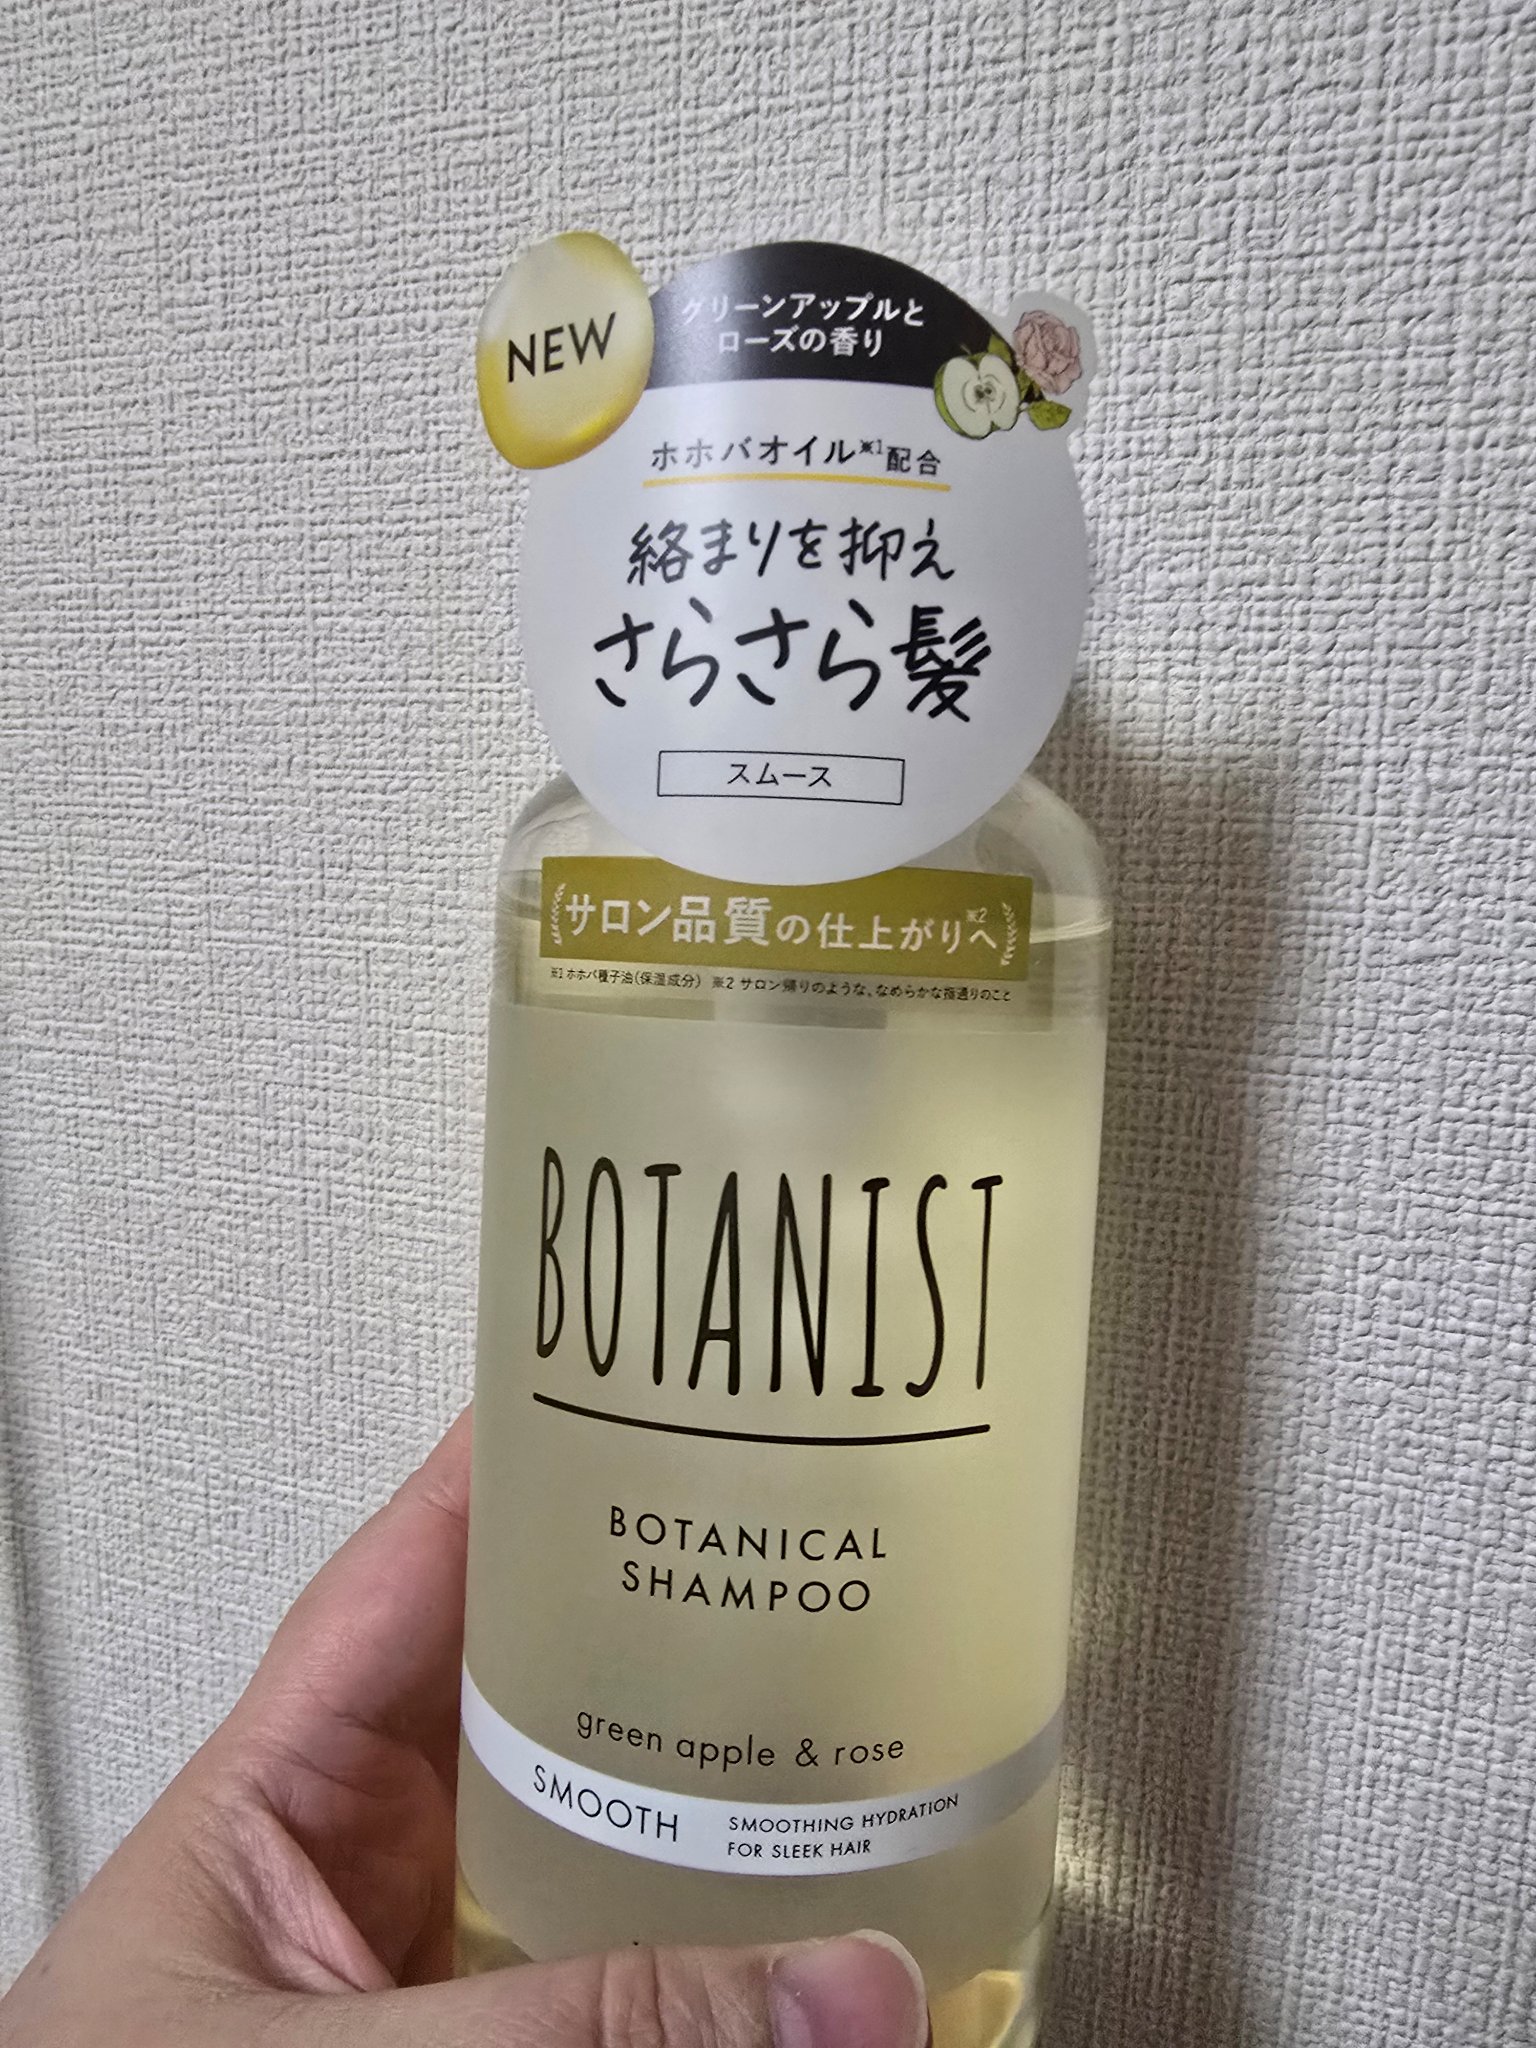 NEW
グリーンアップルと
ローズの香り
ホホバオイル※1配合
絡まりを抑え
さらさら髪
スムース
サロン品質の仕上がりへ※2
※1 ホホバ種子油(保湿成分) ※2 サロン帰りのような、なめらかな指通りのこと
BOTANIST
BOTANICAL
SHAMPOO
green apple & rose
SMOOTH
SMOOTHING HYDRATION
FOR SLEEK HAIR